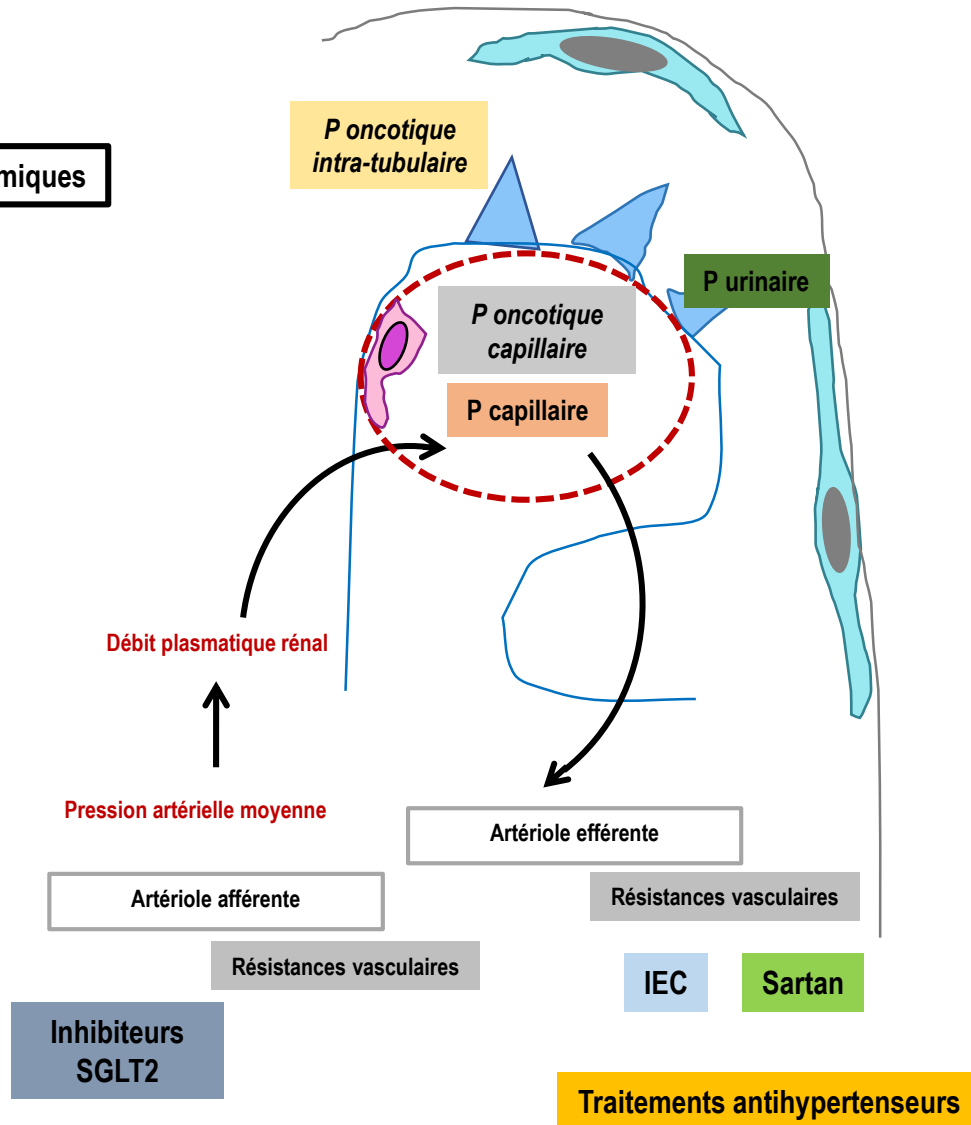 P oncotique
intra-tubulaire
miques
P urinaire
P oncotique
capillaire
P capillaire
Débit plasmatique rénal
Pression artérielle moyenne
Artériole efférente
Artériole afférente
Résistances vasculaires
Résistances vasculaires
IEC
Sartan
Inhibiteurs
SGLT2
Traitements antihypertenseurs